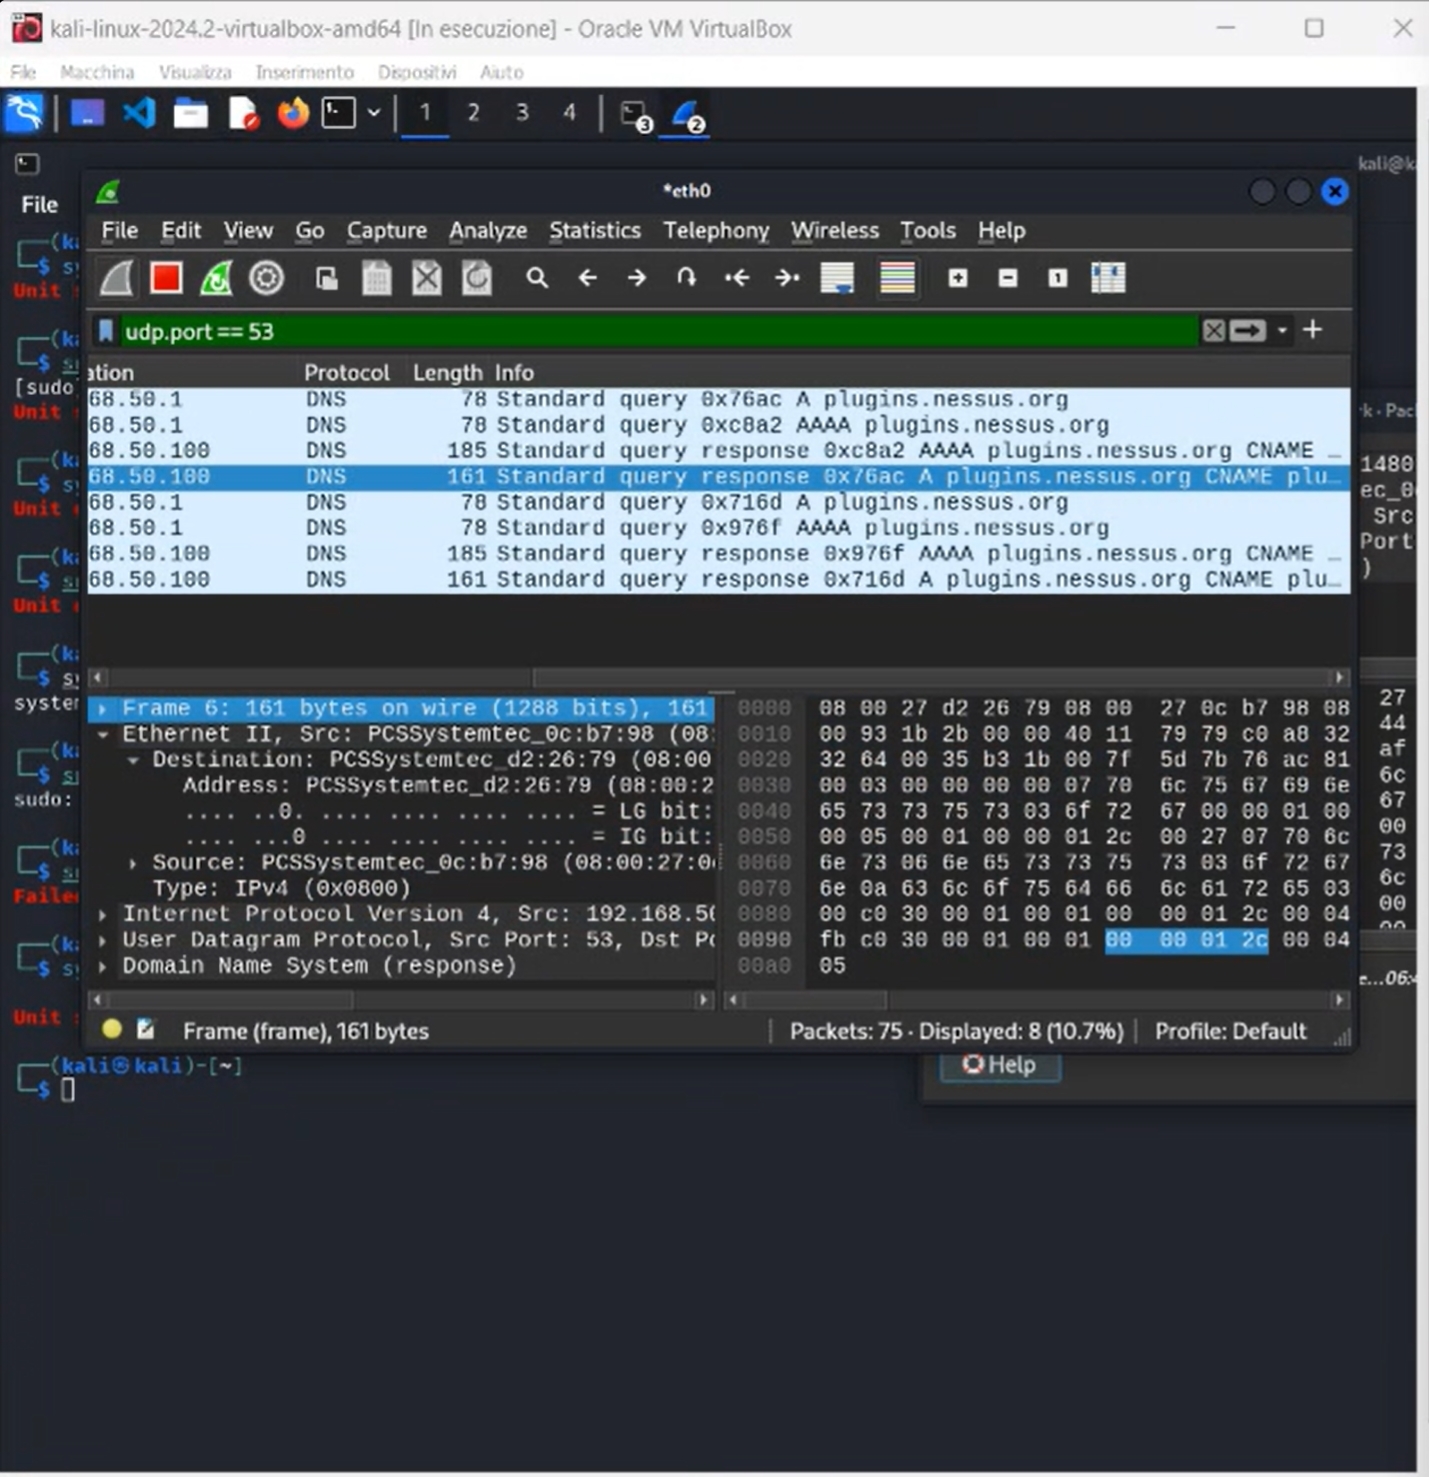 kali-linux-2024.2-virtualbox-amd64 [In esecuzione] - Oracle VM VirtualBox
File Macchina Visualizza Inserimento Dispositivi Aiuto
1 2 3 4 3 2
kali@k
File
*eth0
File Edit View Go Capture Analyze Statistics Telephony Wireless Tools Help
udp.port == 53
ation Protocol Length Info
68.50.1 DNS 78 Standard query 0x76ac A plugins.nessus.org
68.50.1 DNS 78 Standard query 0xc8a2 AAAA plugins.nessus.org
68.50.100 DNS 185 Standard query response 0xc8a2 AAAA plugins.nessus.org CNAME …
68.50.100 DNS 161 Standard query response 0x76ac A plugins.nessus.org CNAME plu…
68.50.1 DNS 78 Standard query 0x716d A plugins.nessus.org
68.50.1 DNS 78 Standard query 0x976f AAAA plugins.nessus.org
68.50.100 DNS 185 Standard query response 0x976f AAAA plugins.nessus.org CNAME …
68.50.100 DNS 161 Standard query response 0x716d A plugins.nessus.org CNAME plu…
Frame 6: 161 bytes on wire (1288 bits), 161
Ethernet II, Src: PCSSystemtec_0c:b7:98 (08:
Destination: PCSSystemtec_d2:26:79 (08:00
Address: PCSSystemtec_d2:26:79 (08:00:2
.... ..0. .... .... .... .... = LG bit:
.... ...0 .... .... .... .... = IG bit:
Source: PCSSystemtec_0c:b7:98 (08:00:27:0
Type: IPv4 (0x0800)
Internet Protocol Version 4, Src: 192.168.50
User Datagram Protocol, Src Port: 53, Dst Po
Domain Name System (response)
0000 08 00 27 d2 26 79 08 00 27 0c b7 98 08
0010 00 93 1b 2b 00 00 40 11 79 79 c0 a8 32
0020 32 64 00 35 b3 1b 00 7f 5d 7b 76 ac 81
0030 00 03 00 00 00 00 07 70 6c 75 67 69 6e
0040 65 73 73 75 73 03 6f 72 67 00 00 01 00
0050 00 05 00 01 00 00 01 2c 00 27 07 70 6c
0060 6e 73 06 6e 65 73 73 75 73 03 6f 72 67
0070 6e 0a 63 6c 6f 75 64 66 6c 61 72 65 03
0080 00 c0 30 00 01 00 01 00 00 01 2c 00 04
0090 fb c0 30 00 01 00 01 00 00 01 2c 00 04
00a0 05
Frame (frame), 161 bytes
Packets: 75 · Displayed: 8 (10.7%)
Profile: Default
Help
[sudo
Unit
system
sudo:
Failed
Unit
(kali㉿kali)-[~]
$
1480
Src
Port
)
27
44
af
6c
67
00
73
6c
00